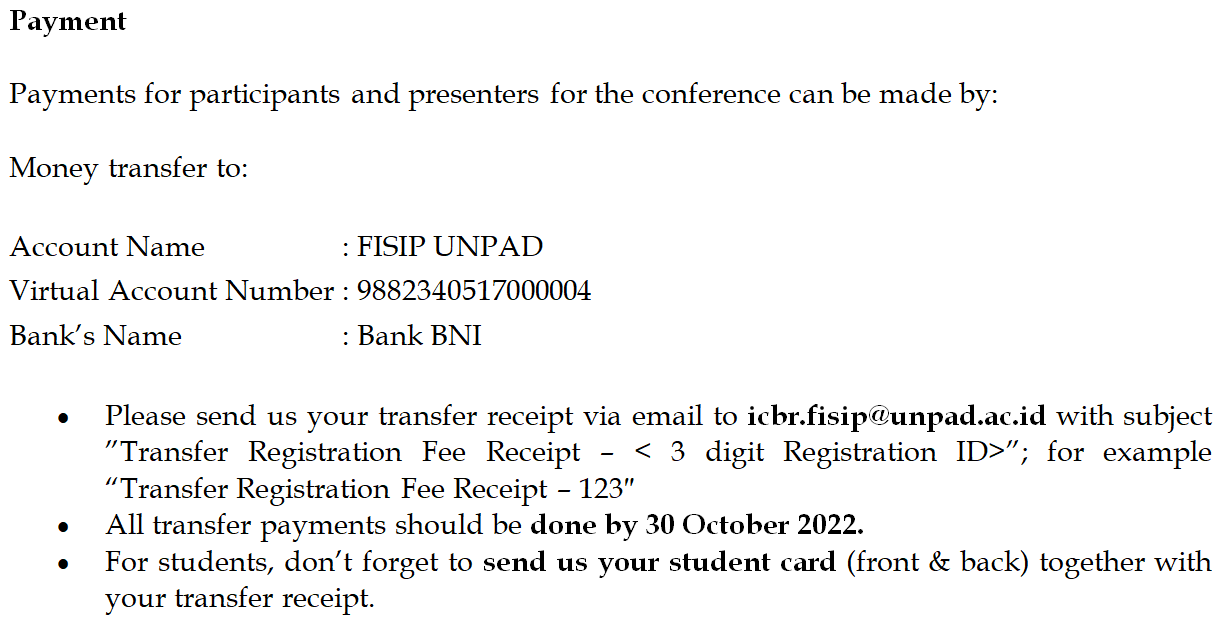 Payment
Payments for participants and presenters for the conference can be made by:
Money transfer to:
Account Name : FISIP UNPAD
Virtual Account Number : 9882340517000004
Bank’s Name : Bank BNI
• Please send us your transfer receipt via email to icbr.fisip@unpad.ac.id with subject
”Transfer Registration Fee Receipt – < 3 digit Registration ID>”; for example
“Transfer Registration Fee Receipt – 123″
• All transfer payments should be done by 30 October 2022.
• For students, don’t forget to send us your student card (front & back) together with
your transfer receipt.